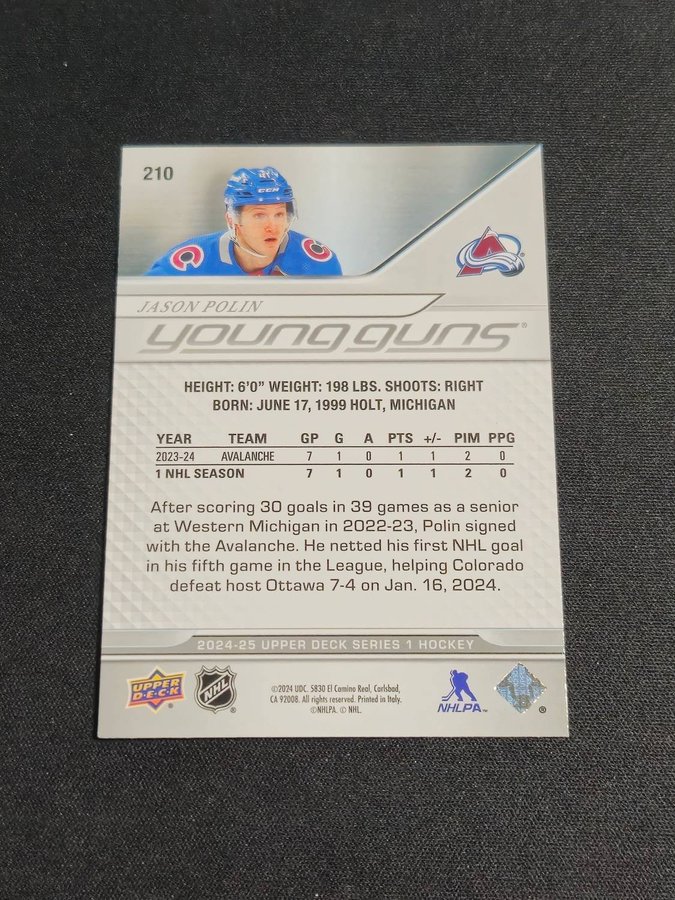 210
CCM
JASON POLIN
young guns®
HEIGHT: 6'0" WEIGHT: 198 LBS. SHOOTS: RIGHT
BORN: JUNE 17, 1999 HOLT, MICHIGAN
YEAR TEAM GP G A PTS +/- PIM PPG
2023-24 AVALANCHE 7 1 0 1 1 2 0
1 NHL SEASON 7 1 0 1 1 2 0
After scoring 30 goals in 39 games as a senior
at Western Michigan in 2022-23, Polin signed
with the Avalanche. He netted his first NHL goal
in his fifth game in the League, helping Colorado
defeat host Ottawa 7-4 on Jan. 16, 2024.
2024-25 UPPER DECK SERIES 1 HOCKEY
UPPER DECK
NHL
©2024 UDC. 5830 El Camino Real, Carlsbad,
CA 92008. All rights reserved. Printed in Italy.
©NHLPA. © NHL.
NHLPA™